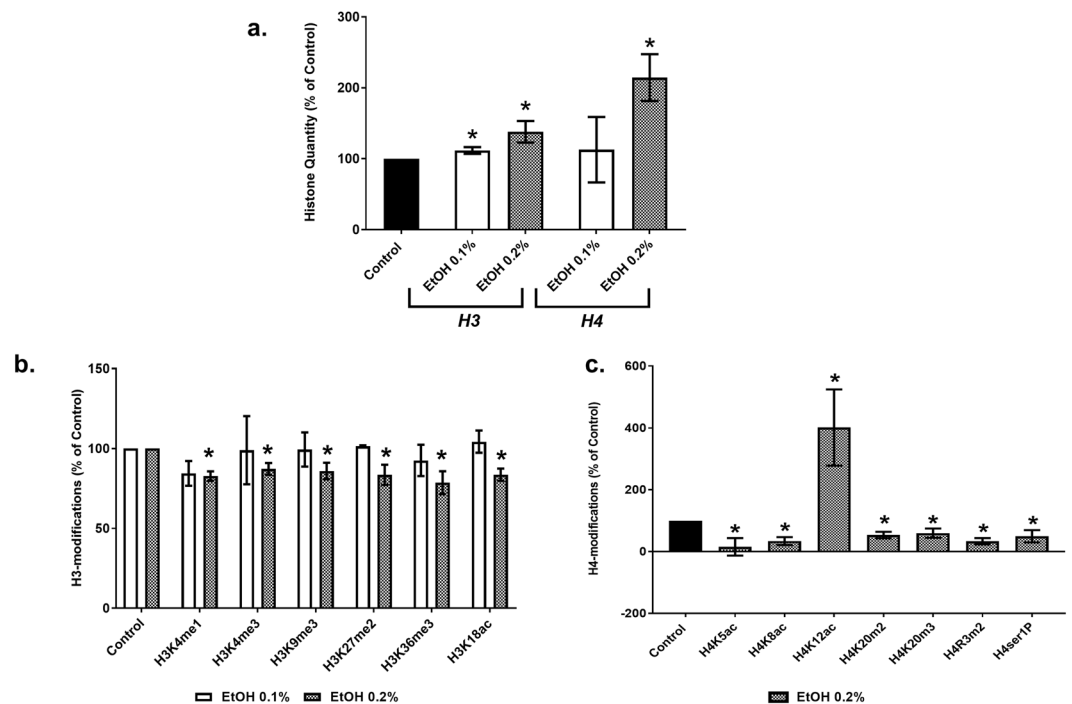 a.
Histone Quantity (% of Control)
300
200
100
0
*
*
*
Control
EtOH 0.1%
EtOH 0.2%
EtOH 0.1%
EtOH 0.2%
H3
H4
b.
H3-modifications (% of Control)
150
100
50
0
*
*
*
*
*
*
Control
H3K4me1
H3K4me3
H3K9me3
H3K27me2
H3K36me3
H3K18ac
EtOH 0.1%
EtOH 0.2%
c.
H4-modifications (% of Control)
600
400
200
0
-200
*
*
*
*
*
*
*
Control
H4K5ac
H4K8ac
H4K12ac
H4K20m2
H4K20m3
H4R3m2
H4ser1P
EtOH 0.2%